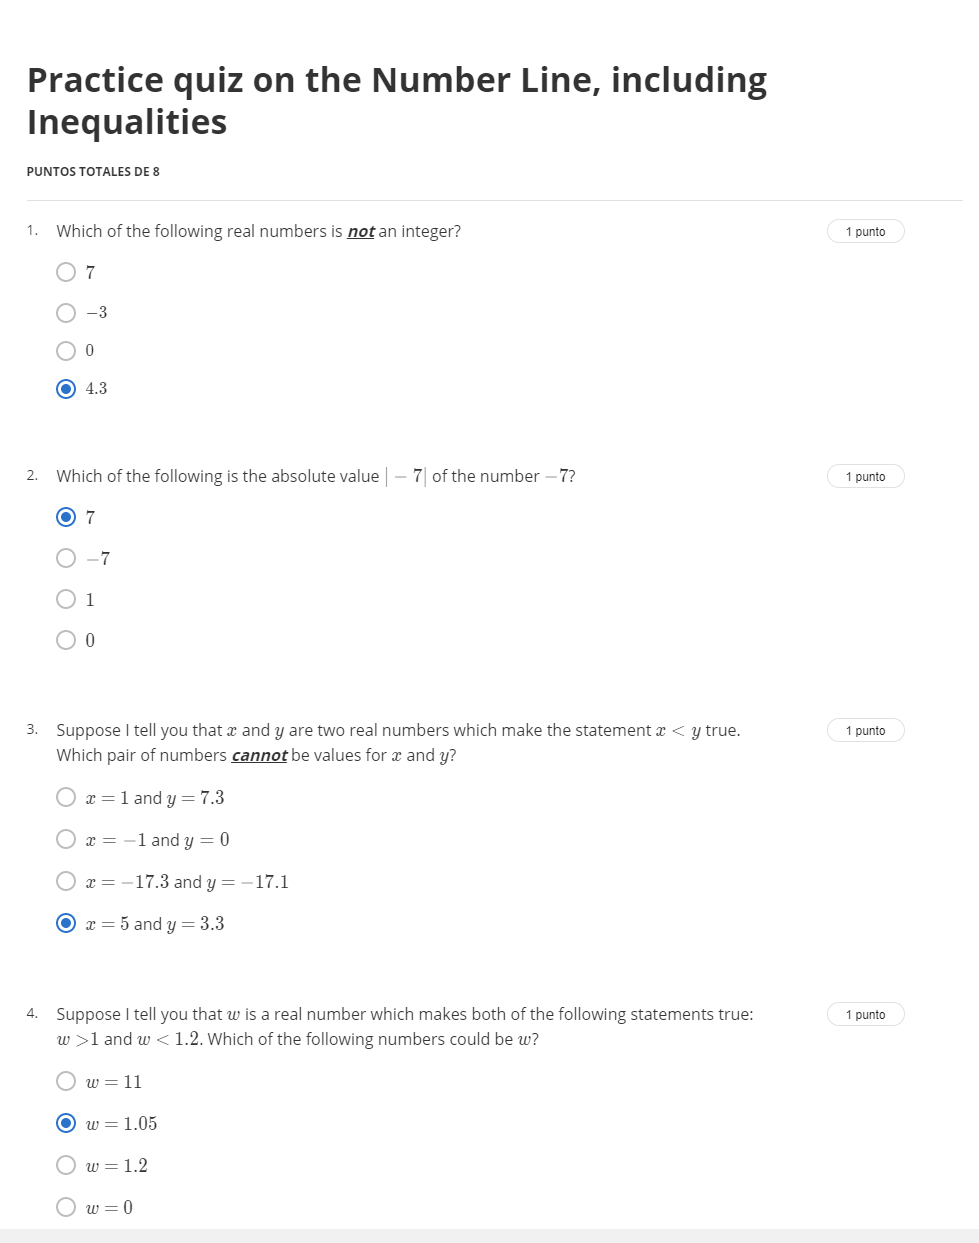 Practice quiz on the Number Line, including
Inequalities
PUNTOS TOTALES DE 8
1. Which of the following real numbers is not an integer? 1 punto
7
−3
0
4.3
2. Which of the following is the absolute value |− 7| of the number −7? 1 punto
7
−7
1
0
3. Suppose I tell you that x and y are two real numbers which make the statement x < y true. 1 punto
Which pair of numbers cannot be values for x and y?
x = 1 and y = 7.3
x = −1 and y = 0
x = −17.3 and y = −17.1
x = 5 and y = 3.3
4. Suppose I tell you that w is a real number which makes both of the following statements true: 1 punto
w >1 and w < 1.2. Which of the following numbers could be w?
w = 11
w = 1.05
w = 1.2
w = 0